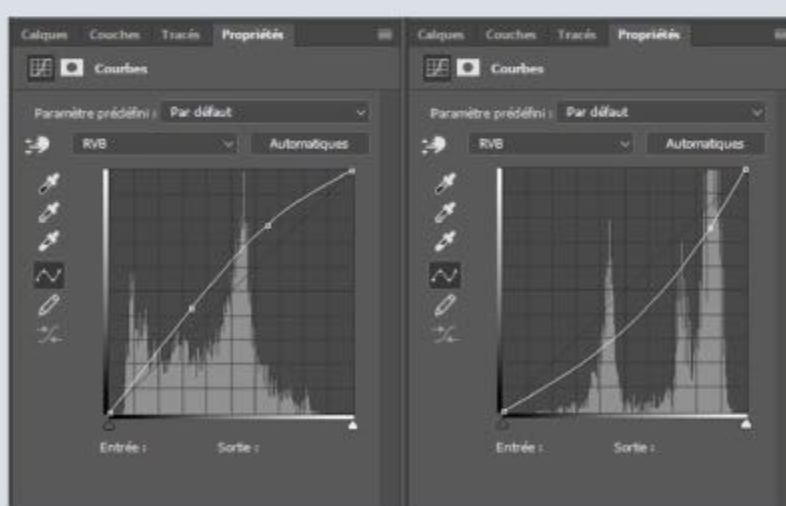 Calques Couches Tracés Propriétés
Courbes
Paramètre prédéfini : Par défaut
RVB Automatiques
Entrée : Sortie :
Calques Couches Tracés Propriétés
Courbes
Paramètre prédéfini : Par défaut
RVB Automatiques
Entrée : Sortie :